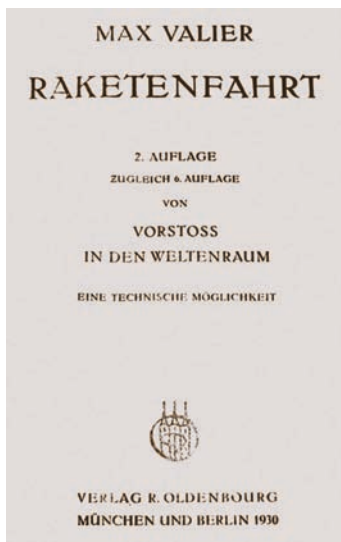 MAX VALIER
RAKETENFAHRT
2. AUFLAGE
ZUGLEICH 6. AUFLAGE
VON
VORSTOSS
IN DEN WELTENRAUM
EINE TECHNISCHE MÖGLICHKEIT
VERLAG R. OLDENBOURG
MÜNCHEN UND BERLIN 1930